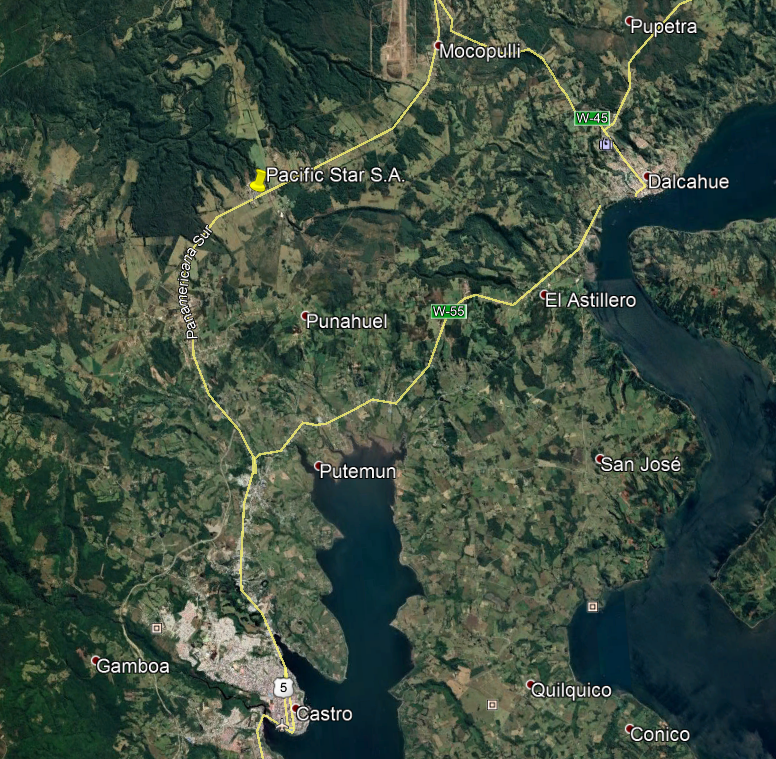 Pupetra
Mocopulli
W-45
Pacific Star S.A.
Dalcahue
Panamericana Sur
El Astillero
W-55
Punahuel
San José
Putemun
Gamboa
5
Quilquico
Castro
Conico